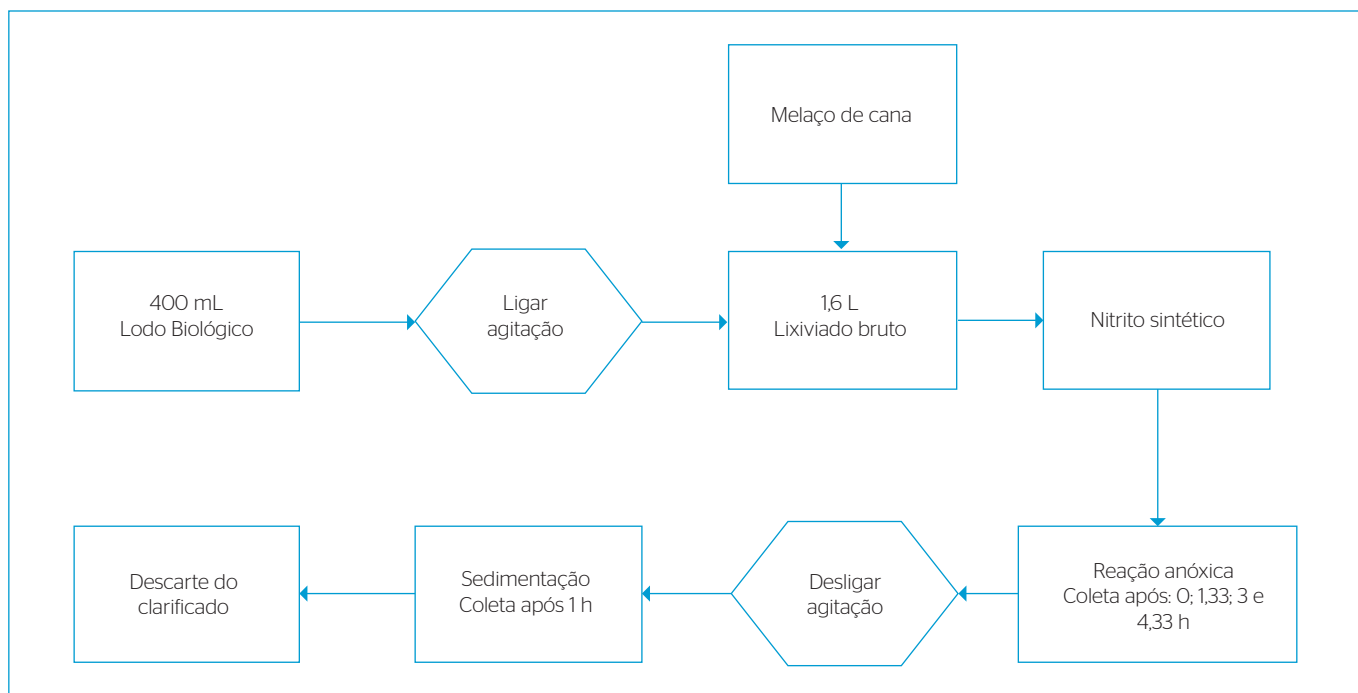 Melaço de cana
400 mL
Lodo Biológico
Ligar
agitação
1,6 L
Lixiviado bruto
Nitrito sintético
Reação anóxica
Coleta após: 0; 1,33; 3 e
4,33 h
Desligar
agitação
Sedimentação
Coleta após 1 h
Descarte do
clarificado